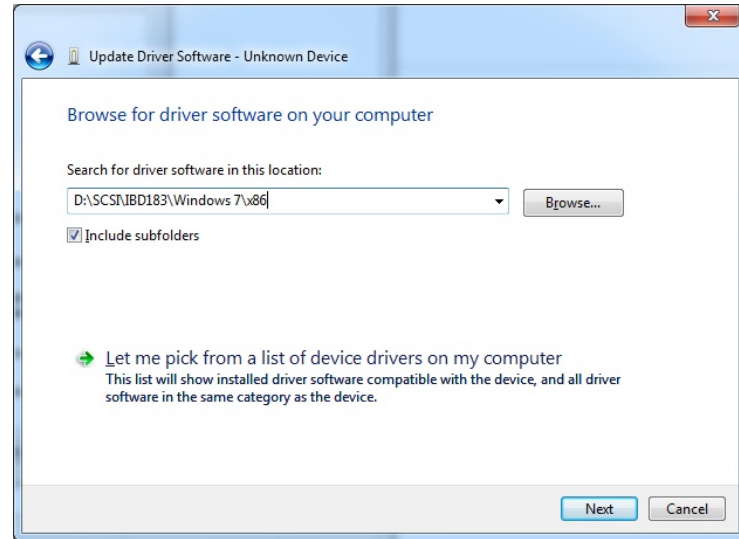 Update Driver Software - Unknown Device
Browse for driver software on your computer
Search for driver software in this location:
D:\SCSI\IBD183\Windows 7\x86
Browse...
Include subfolders
Let me pick from a list of device drivers on my computer
This list will show installed driver software compatible with the device, and all driver
software in the same category as the device.
Next
Cancel